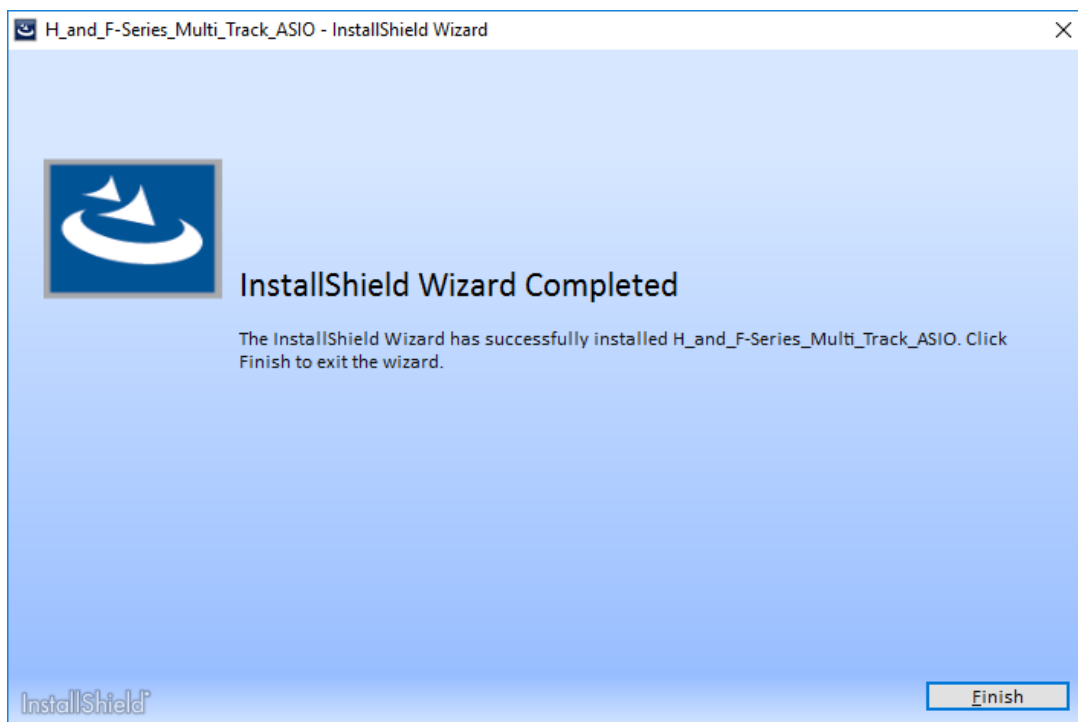 H_and_F-Series_Multi_Track_ASIO - InstallShield Wizard
InstallShield Wizard Completed
The InstallShield Wizard has successfully installed H_and_F-Series_Multi_Track_ASIO. Click
Finish to exit the wizard.
InstallShield
Finish